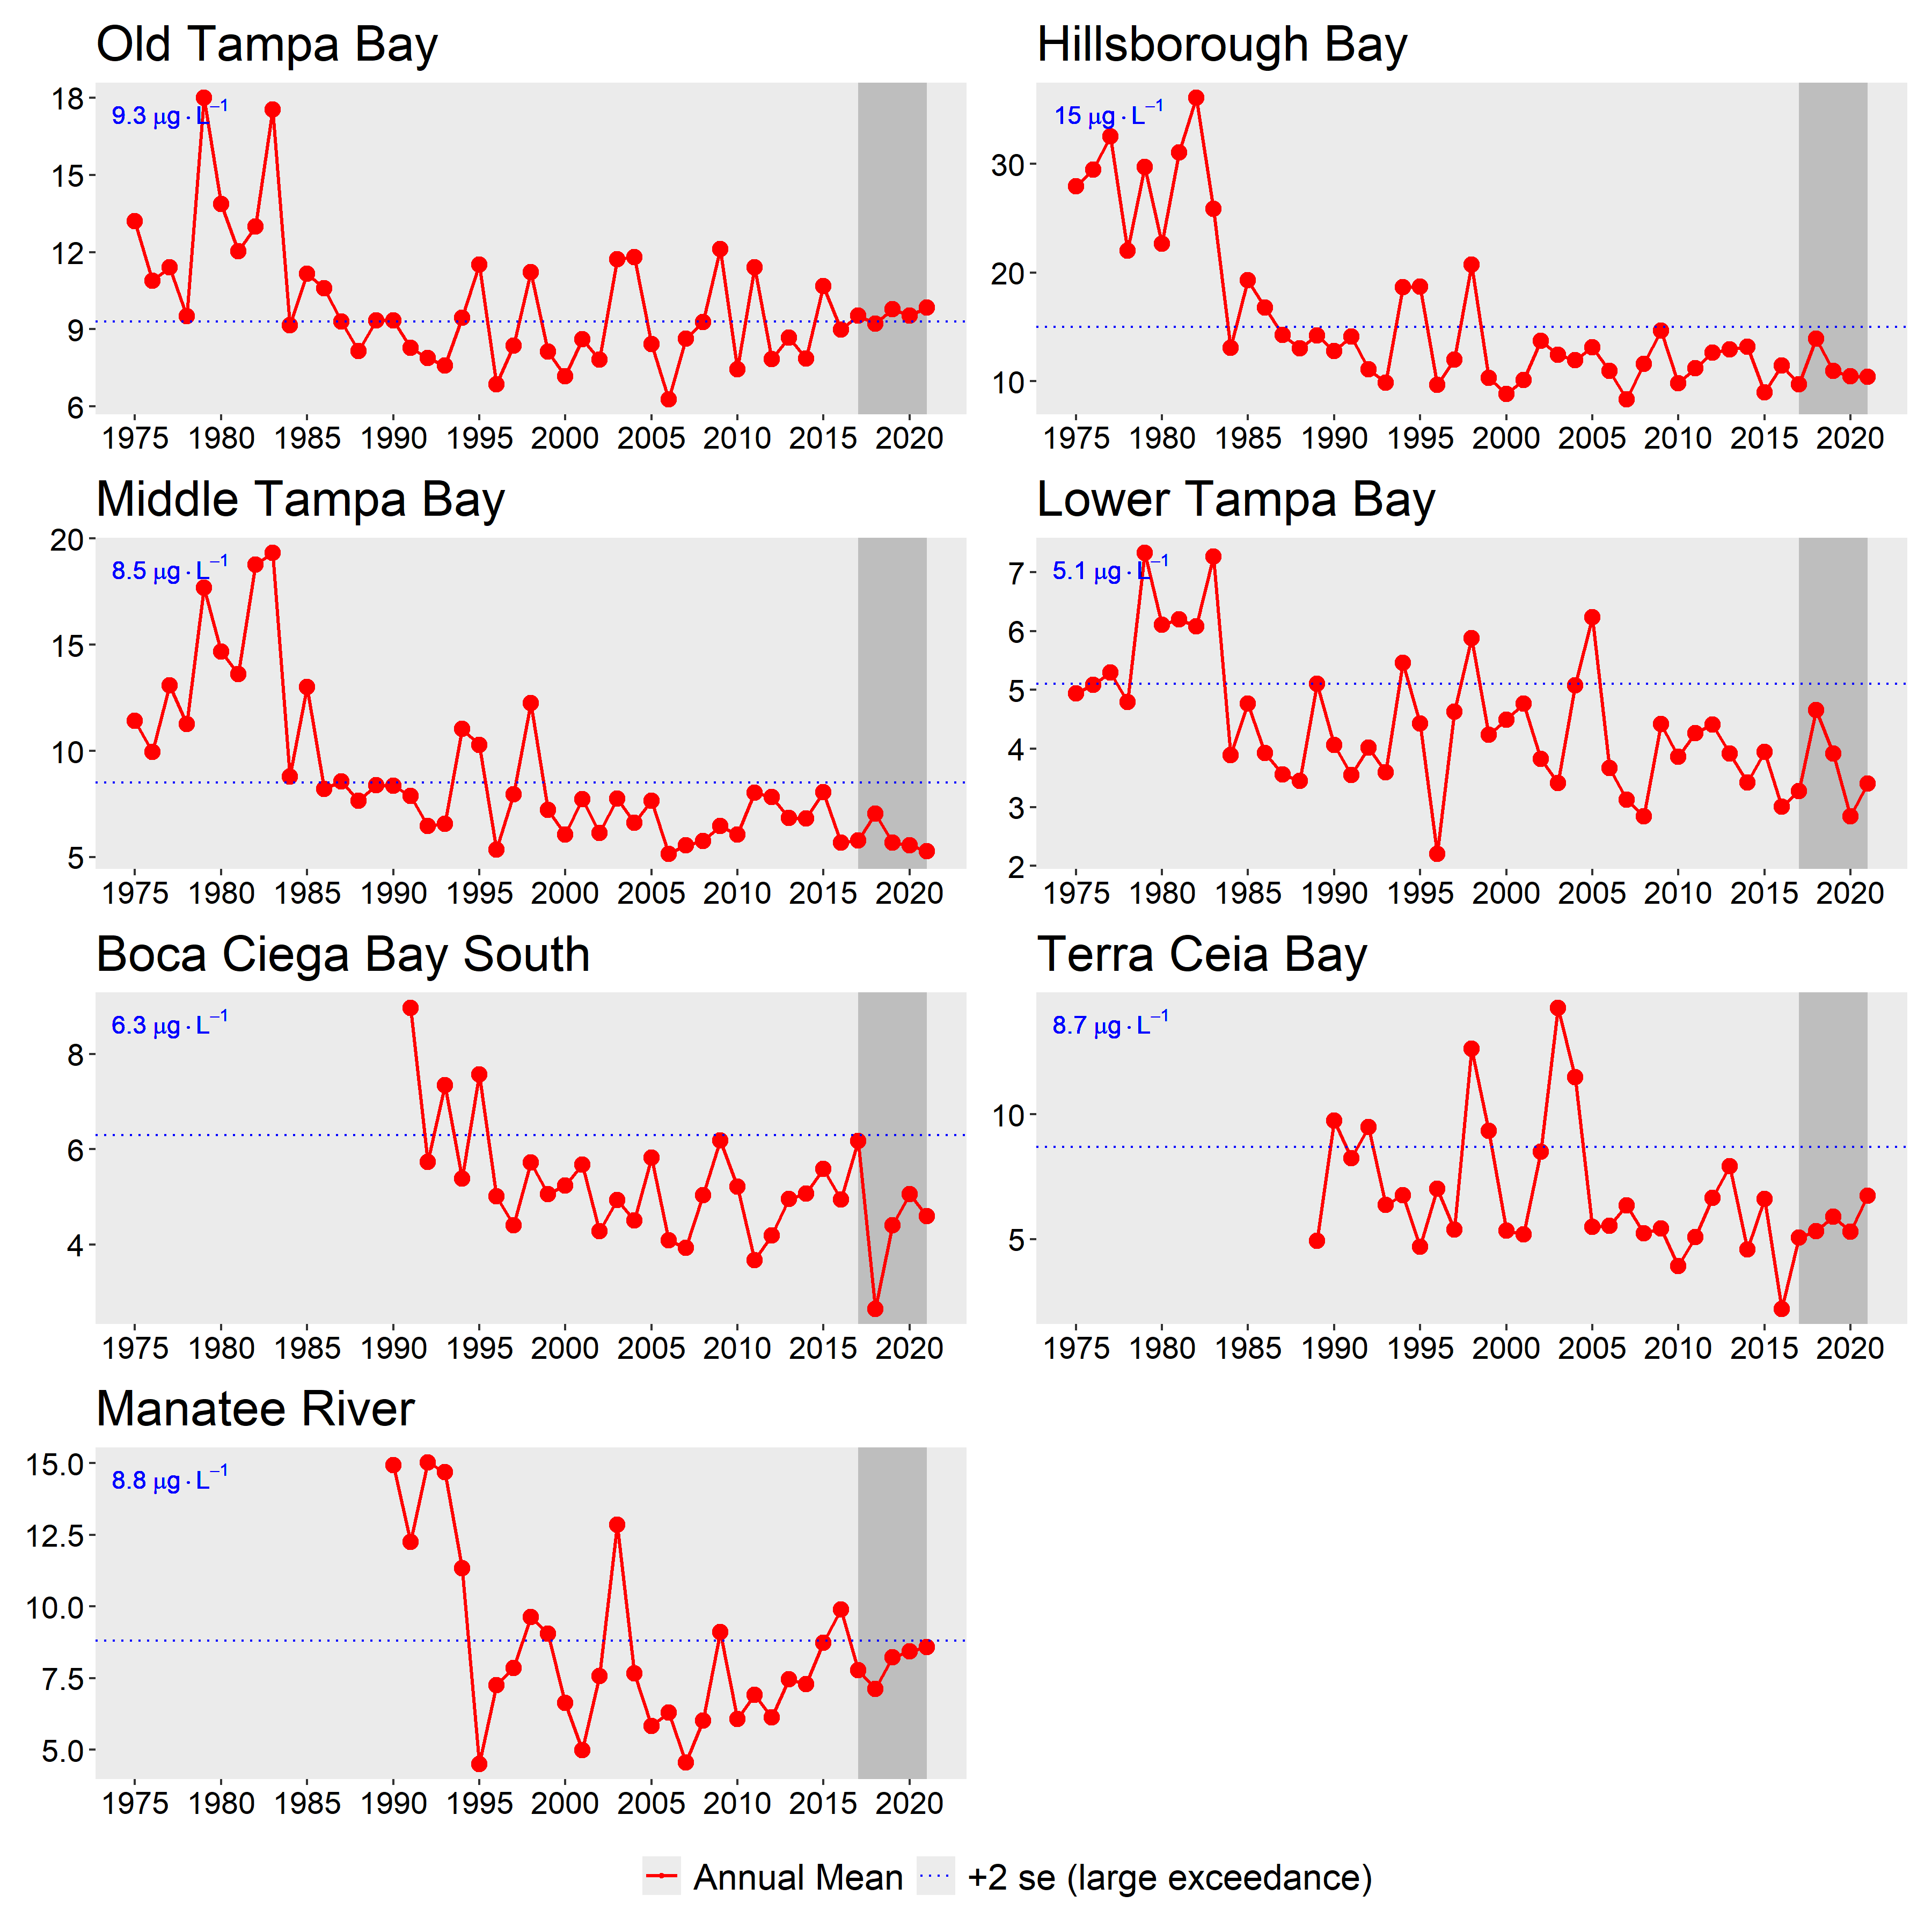 Old Tampa Bay
9.3 μg·L⁻¹
18
15
12
9
6
1975 1980 1985 1990 1995 2000 2005 2010 2015 2020
Hillsborough Bay
15 μg·L⁻¹
30
20
10
1975 1980 1985 1990 1995 2000 2005 2010 2015 2020
Middle Tampa Bay
8.5 μg·L⁻¹
20
15
10
5
1975 1980 1985 1990 1995 2000 2005 2010 2015 2020
Lower Tampa Bay
5.1 μg·L⁻¹
7
6
5
4
3
2
1975 1980 1985 1990 1995 2000 2005 2010 2015 2020
Boca Ciega Bay South
6.3 μg·L⁻¹
8
6
4
1975 1980 1985 1990 1995 2000 2005 2010 2015 2020
Terra Ceia Bay
8.7 μg·L⁻¹
10
5
1975 1980 1985 1990 1995 2000 2005 2010 2015 2020
Manatee River
8.8 μg·L⁻¹
15.0
12.5
10.0
7.5
5.0
1975 1980 1985 1990 1995 2000 2005 2010 2015 2020
Annual Mean +2 se (large exceedance)